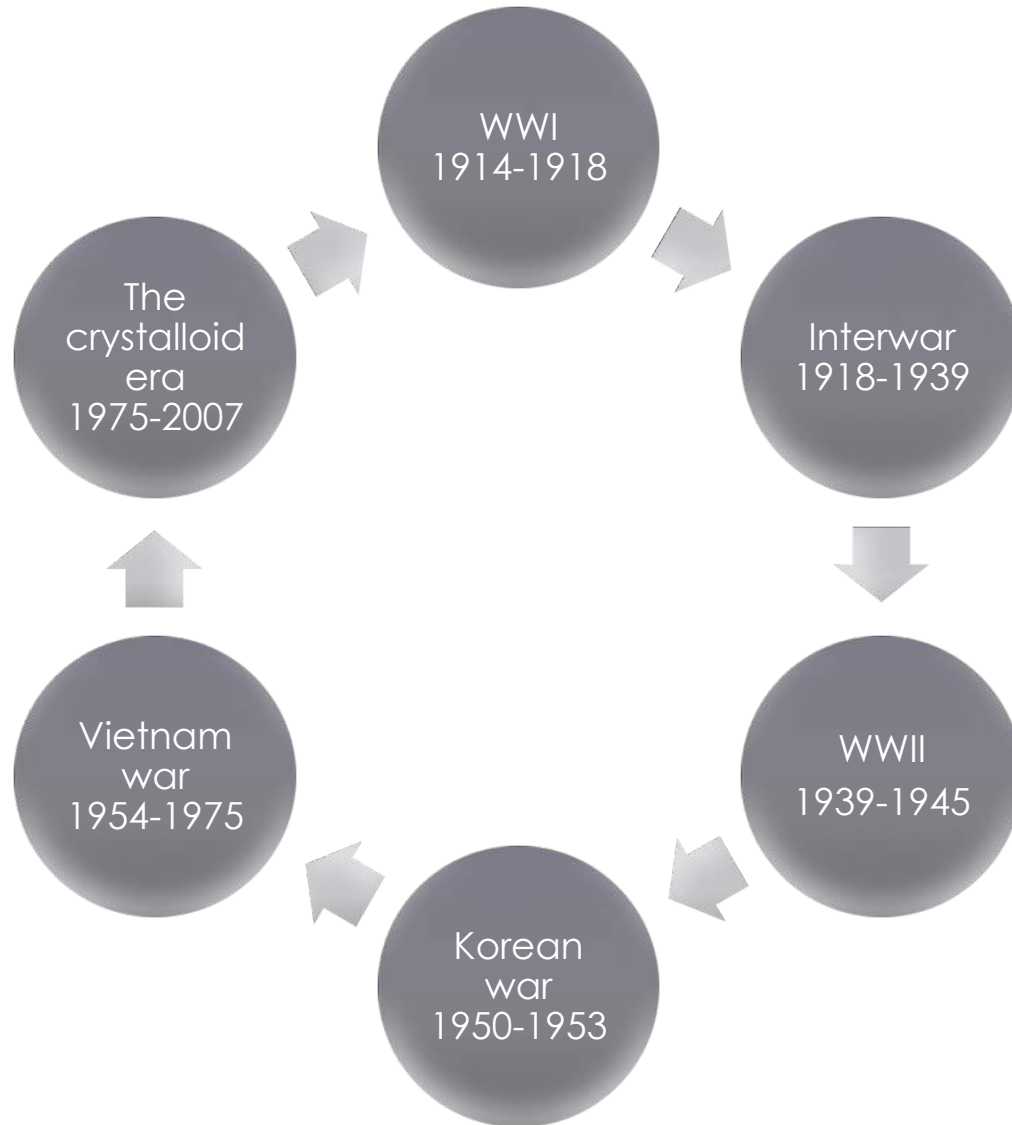 WWI
1914-1918
Interwar
1918-1939
WWII
1939-1945
Korean
war
1950-1953
Vietnam
war
1954-1975
The
crystalloid
era
1975-2007